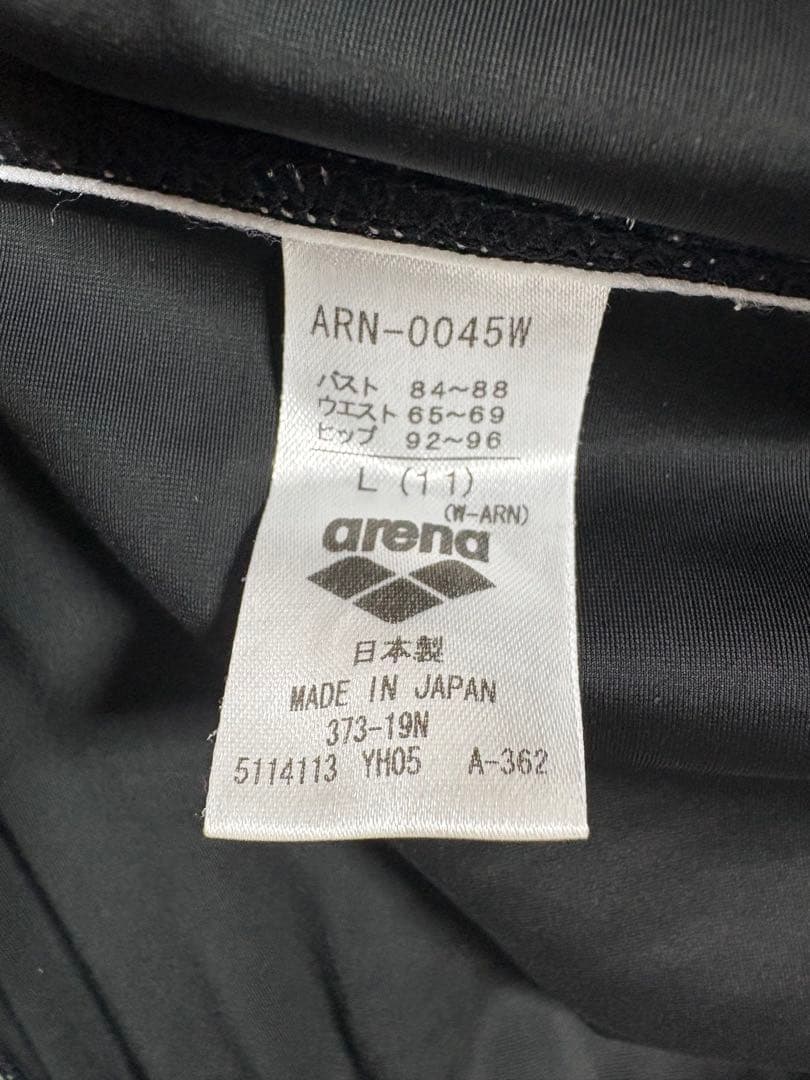 ARN-0045W
バスト 84~88
ウエスト 65~69
ヒップ 92~96
L (11)
(W-ARN)
arena
日本製
MADE IN JAPAN
373-19N
5114113 YH05 A-362